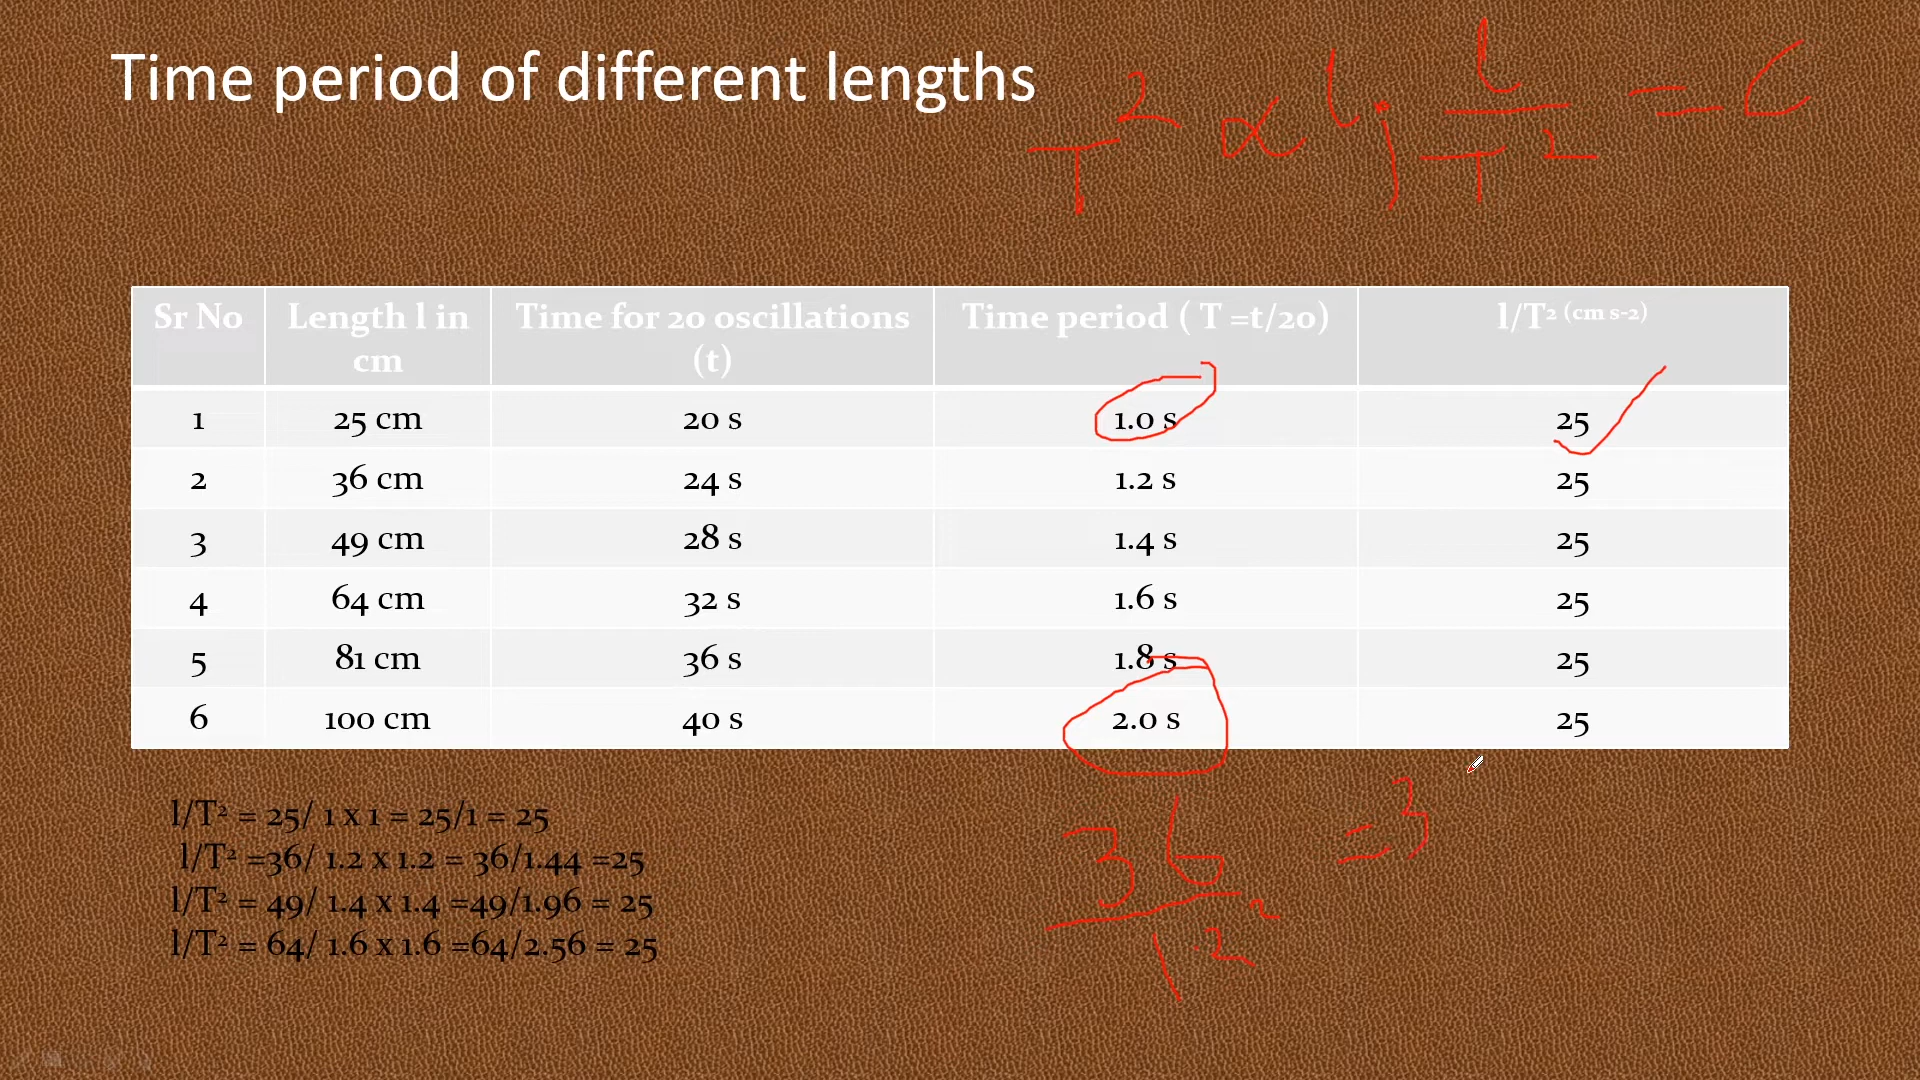 Time period of different lengths
T² ∝ l ; l/T² = C
Sr No Length l in cm Time for 20 oscillations (t) Time period ( T =t/20) l/T² (cm s-2)
1 25 cm 20 s 1.0 s 25
2 36 cm 24 s 1.2 s 25
3 49 cm 28 s 1.4 s 25
4 64 cm 32 s 1.6 s 25
5 81 cm 36 s 1.8 s 25
6 100 cm 40 s 2.0 s 25
l/T² = 25/ 1 x 1 = 25/1 = 25
l/T² =36/ 1.2 x 1.2 = 36/1.44 =25
l/T² = 49/ 1.4 x 1.4 =49/1.96 = 25
l/T² = 64/ 1.6 x 1.6 =64/2.56 = 25
36/1.2² = 3